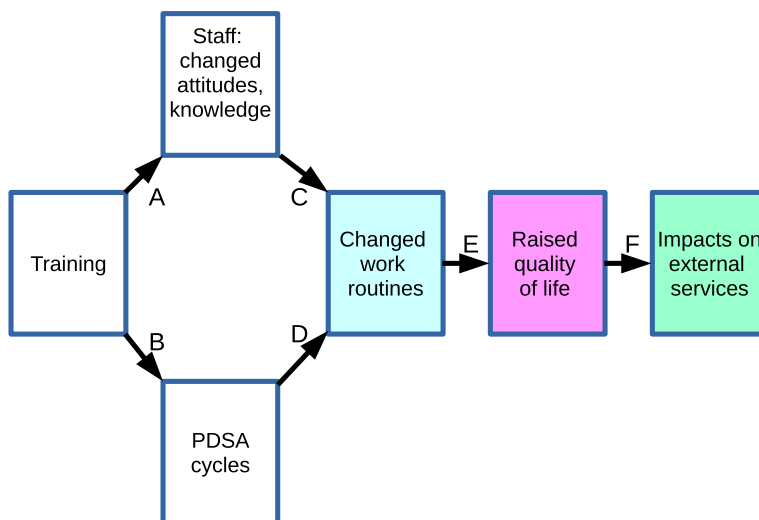 Staff:
changed
attitudes,
knowledge
A
C
Training
Changed
work
routines
E
Raised
quality
of life
F
Impacts on
external
services
B
D
PDSA
cycles